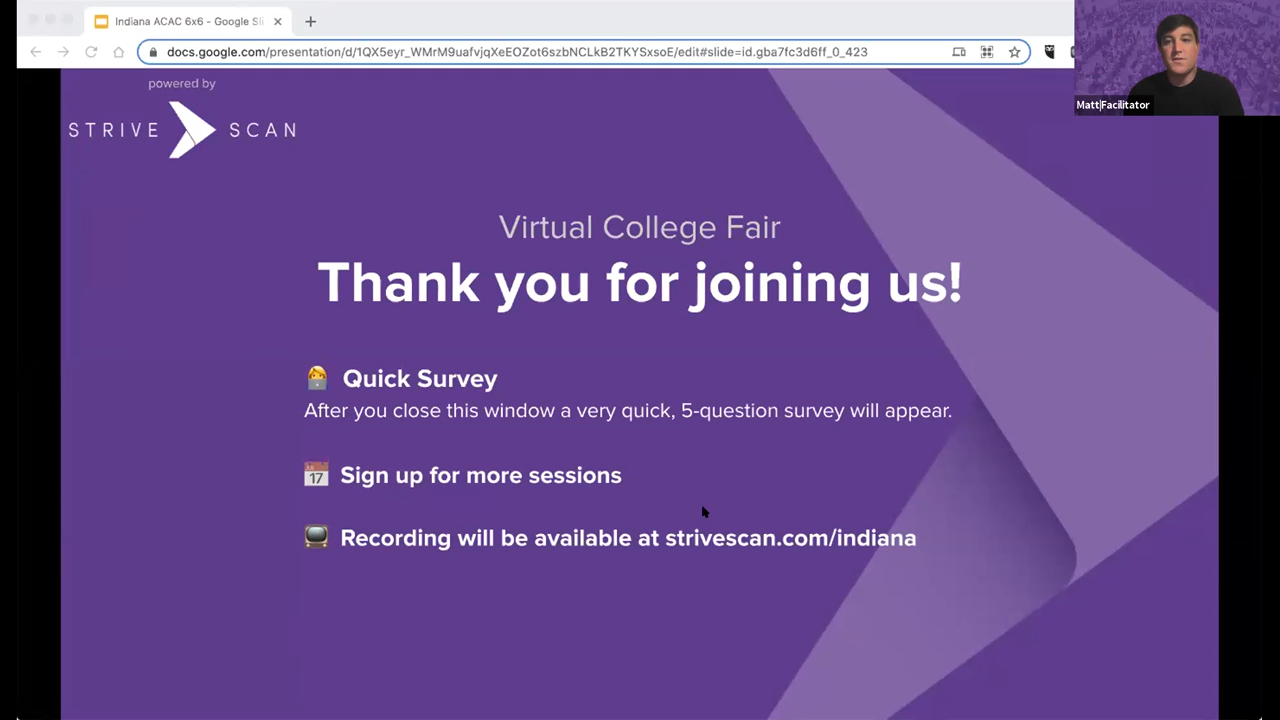 Indiana ACAC 6x6 - Google Sli
docs.google.com/presentation/d/1QX5eyr_WMrM9uafvjqXeEOZot6szbNCLkB2TKYSxsoE/edit#slide=id.gba7fc3d6ff_0_423
Matt|Facilitator
powered by
STRIVE SCAN
Virtual College Fair
Thank you for joining us!
Quick Survey
After you close this window a very quick, 5-question survey will appear.
17 Sign up for more sessions
Recording will be available at strivescan.com/indiana